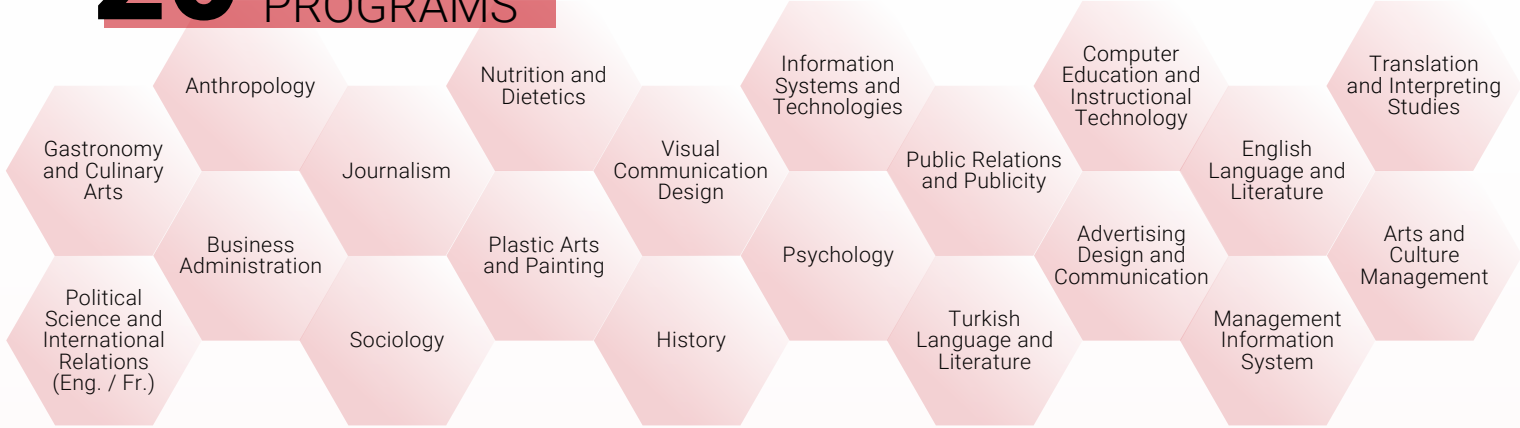 PROGRAMS
Anthropology
Nutrition and
Dietetics
Information
Systems and
Technologies
Computer
Education and
Instructional
Technology
Translation
and Interpreting
Studies
Gastronomy
and Culinary
Arts
Journalism
Visual
Communication
Design
Public Relations
and Publicity
English
Language and
Literature
Business
Administration
Plastic Arts
and Painting
Psychology
Advertising
Design and
Communication
Arts and
Culture
Management
Political
Science and
International
Relations
(Eng. / Fr.)
Sociology
History
Turkish
Language and
Literature
Management
Information
System